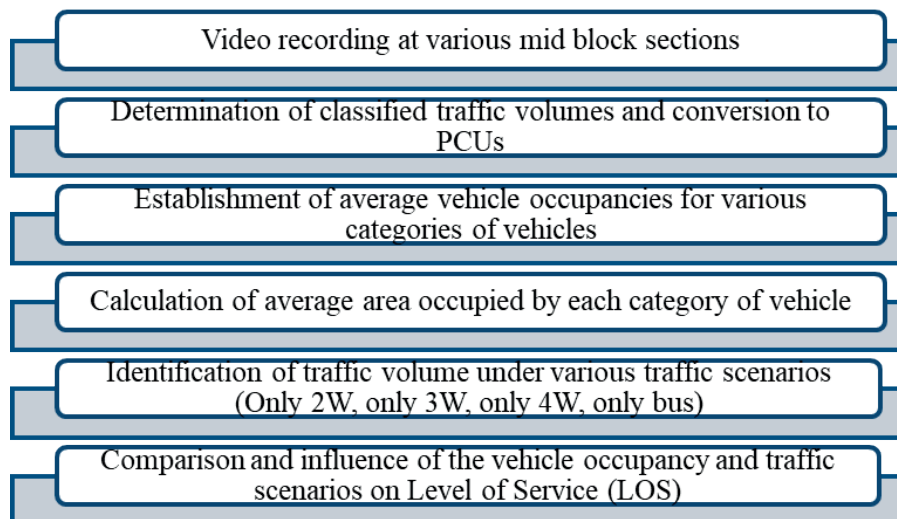 Video recording at various mid block sections
Determination of classified traffic volumes and conversion to
PCUs
Establishment of average vehicle occupancies for various
categories of vehicles
Calculation of average area occupied by each category of vehicle
Identification of traffic volume under various traffic scenarios
(Only 2W, only 3W, only 4W, only bus)
Comparison and influence of the vehicle occupancy and traffic
scenarios on Level of Service (LOS)